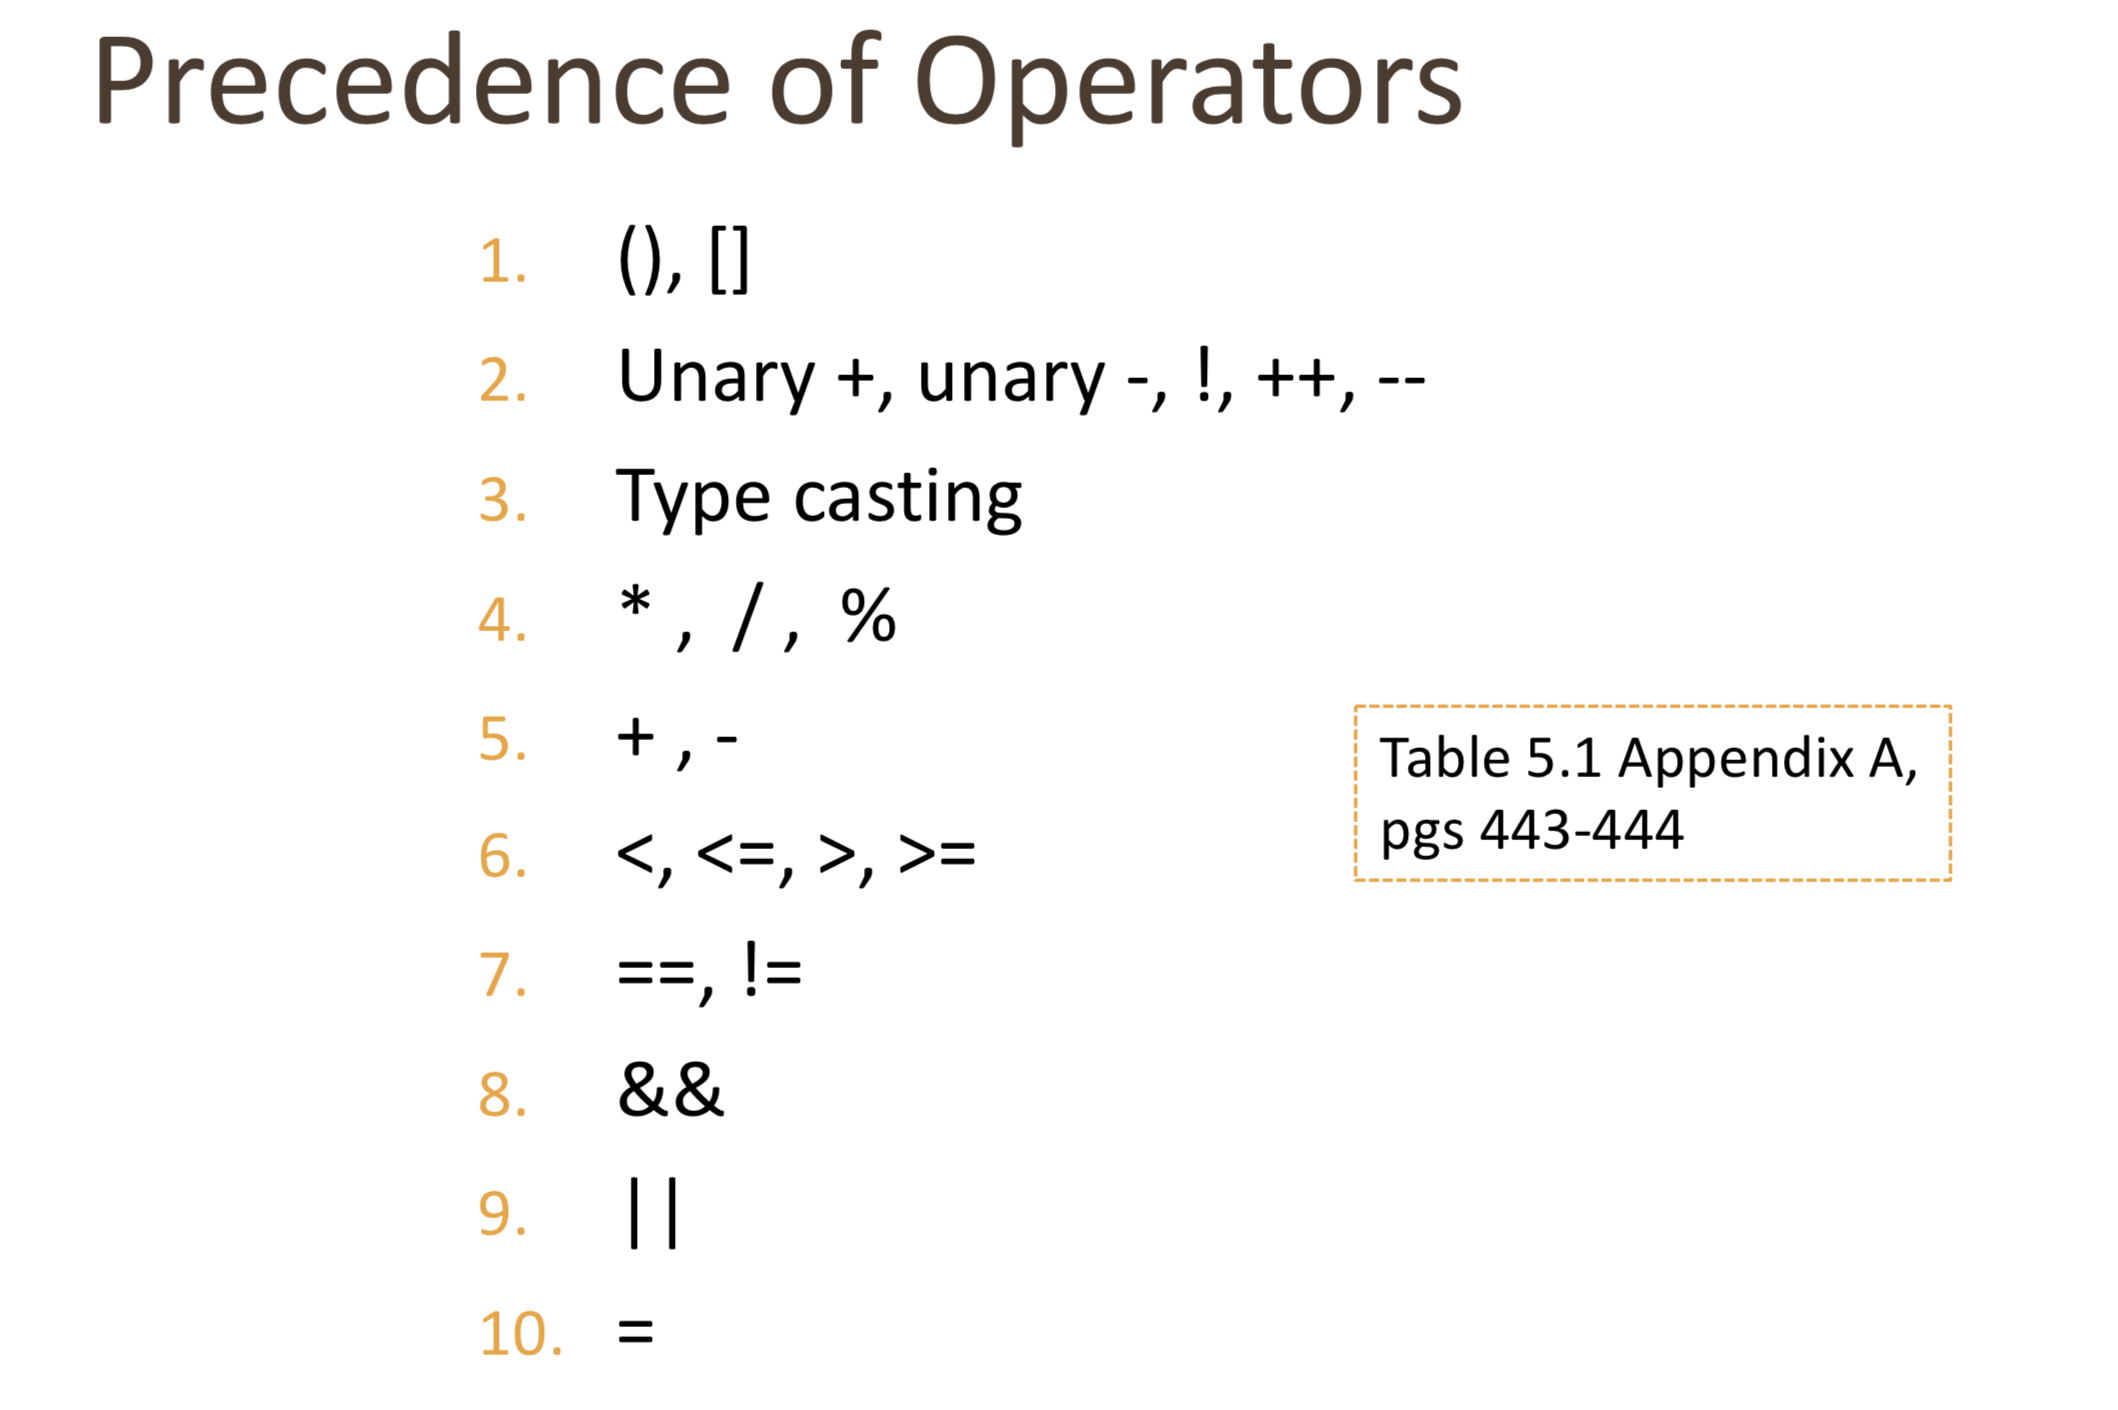 Precedence of Operators
1. (), []
2. Unary +, unary -, !, ++, --
3. Type casting
4. * , / , %
5. + , -
6. <, <=, >, >=
7. ==, !=
8. &&
9. ||
10. =
Table 5.1 Appendix A,
pgs 443-444